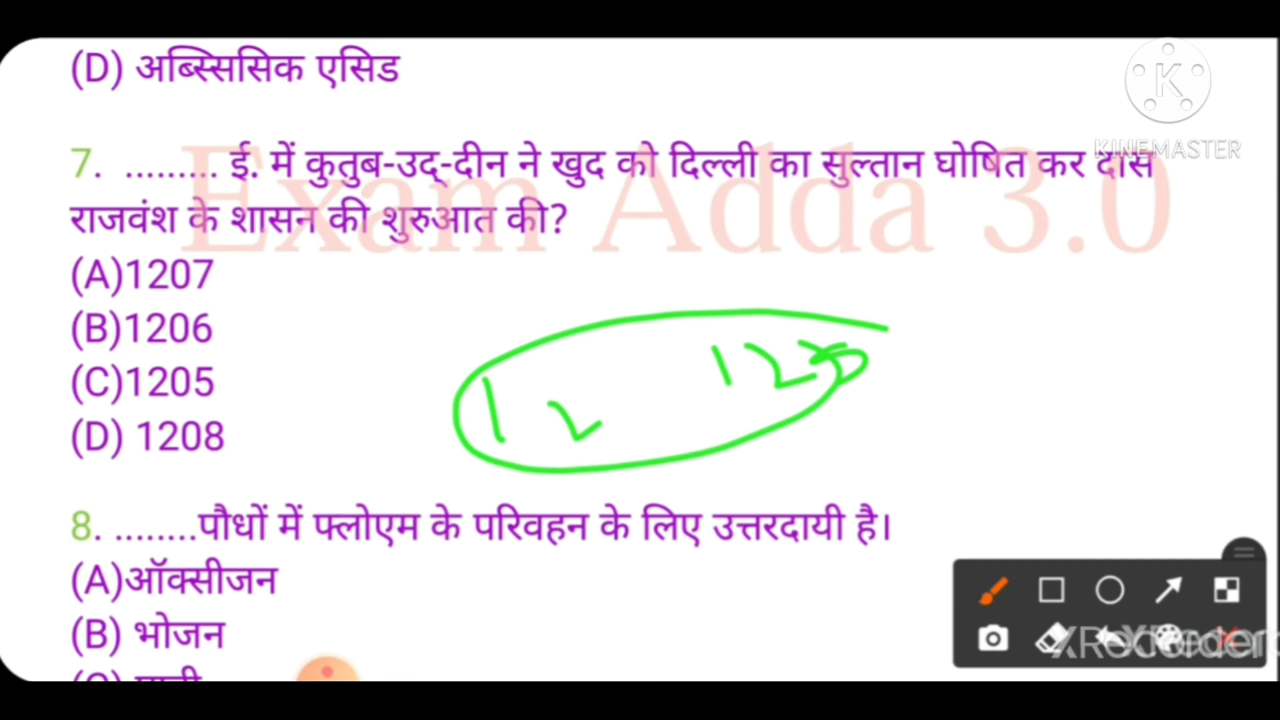 (D) अब्स्सिसिक एसिड
KINEMASTER
7. ......... ई. में कुतुब-उद्-दीन ने खुद को दिल्ली का सुल्तान घोषित कर दास
राजवंश के शासन की शुरुआत की?
Exam Adda 3.0
(A)1207
(B)1206
(C)1205
(D) 1208
12
8. ........पौधों में फ्लोएम के परिवहन के लिए उत्तरदायी है।
(A)ऑक्सीजन
(B) भोजन